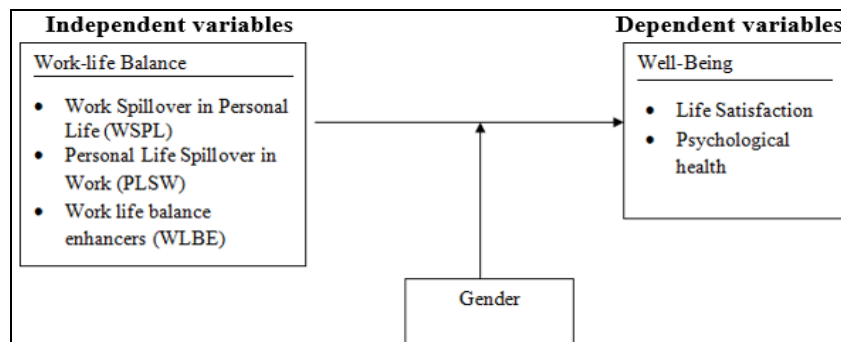 Independent variables
Work-life Balance
• Work Spillover in Personal
Life (WSPL)
• Personal Life Spillover in
Work (PLSW)
• Work life balance
enhancers (WLBE)
Dependent variables
Well-Being
• Life Satisfaction
• Psychological
health
Gender